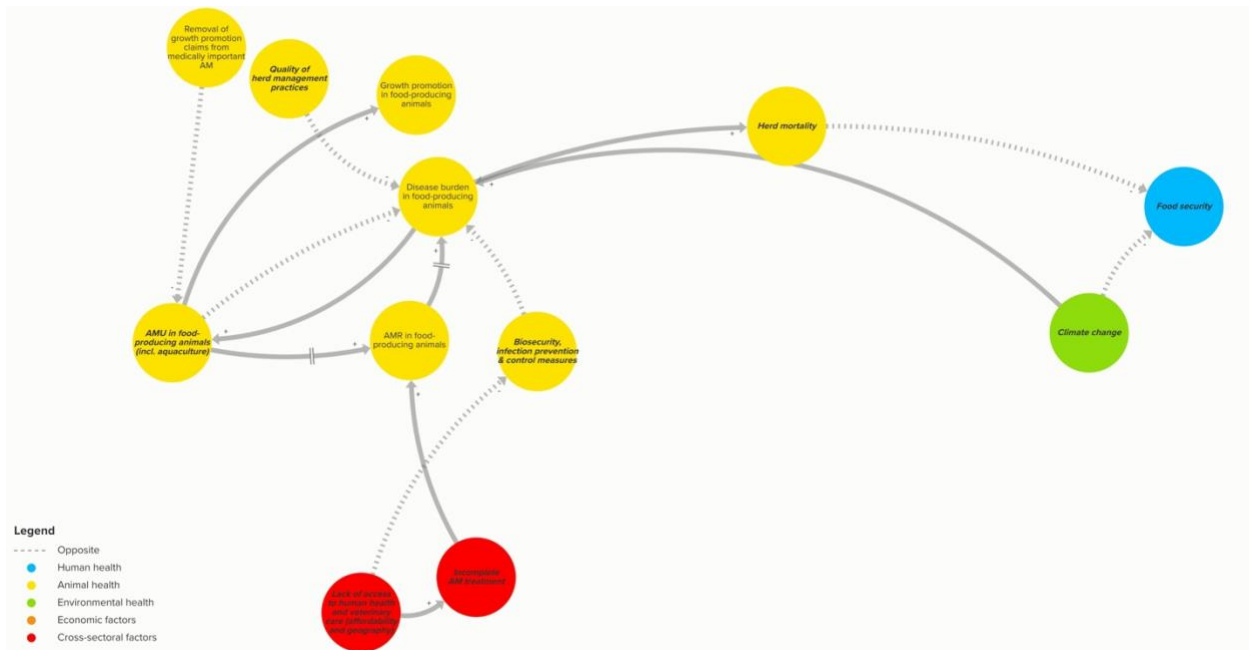 Removal of
growth promotion
claims from
medically important
AM
Quality of
herd management
practices
Growth promotion
in food-producing
animals
Herd mortality
Disease burden
in food-producing
animals
Food security
AMU in food-
producing animals
(incl. aquaculture)
AMR in food-
producing animals
Biosecurity,
infection prevention
& control measures
Climate change
Incomplete
AM treatment
Lack of access
to human health
and veterinary
care (affordability
and geography)
Legend
Opposite
Human health
Animal health
Environmental health
Economic factors
Cross-sectoral factors